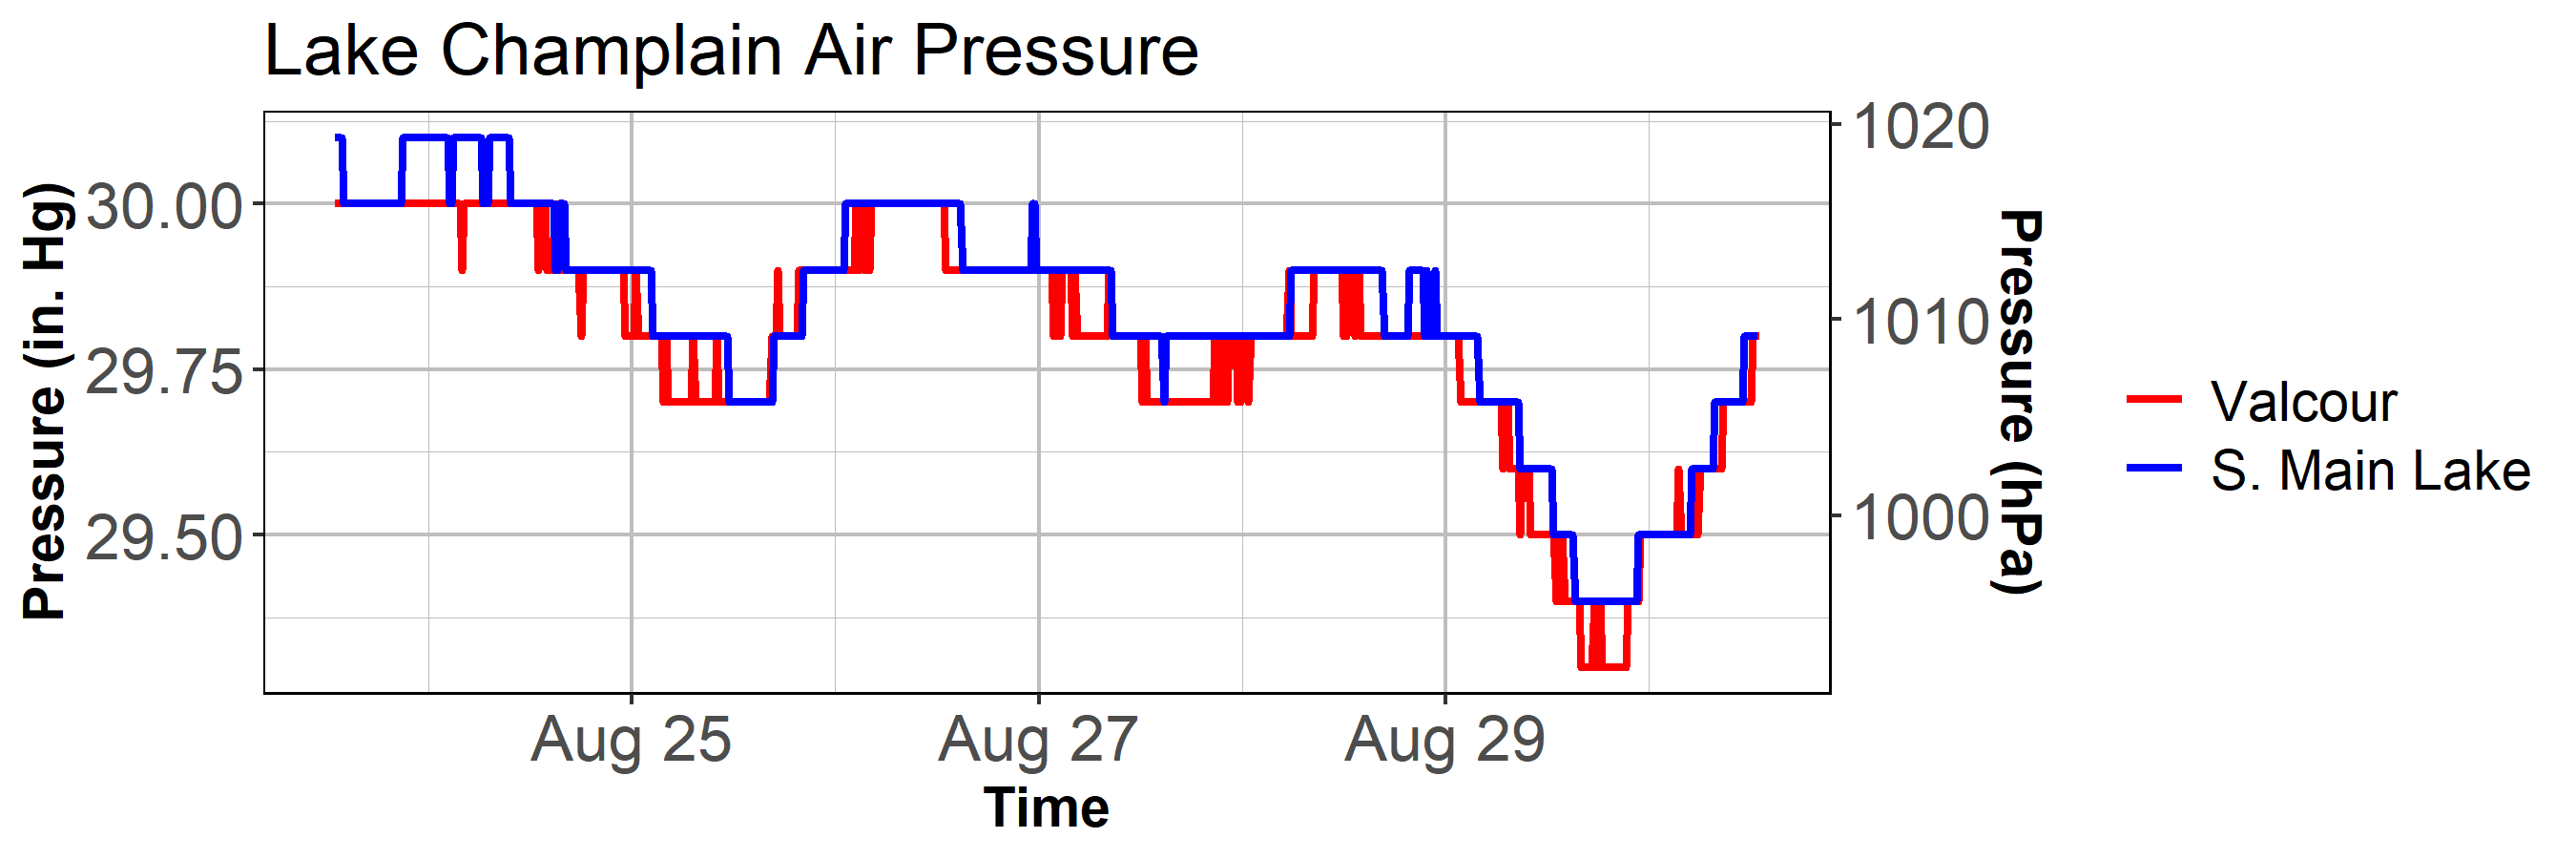 Lake Champlain Air Pressure
Pressure (in. Hg)
30.00
29.75
29.50
1020
1010
1000
Pressure (hPa)
Valcour
S. Main Lake
Aug 25
Aug 27
Aug 29
Time